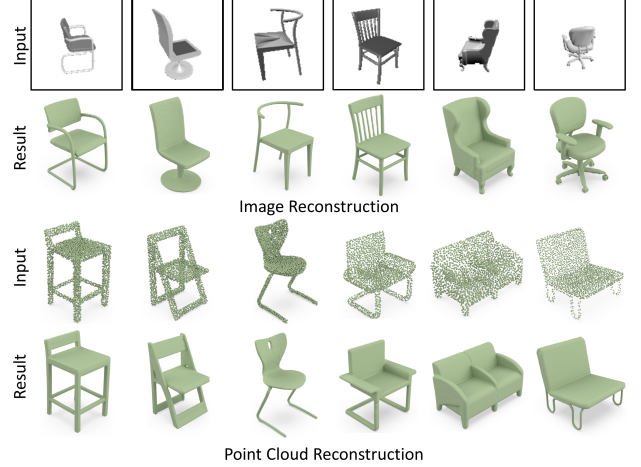 Input
Result
Image Reconstruction
Input
Result
Point Cloud Reconstruction